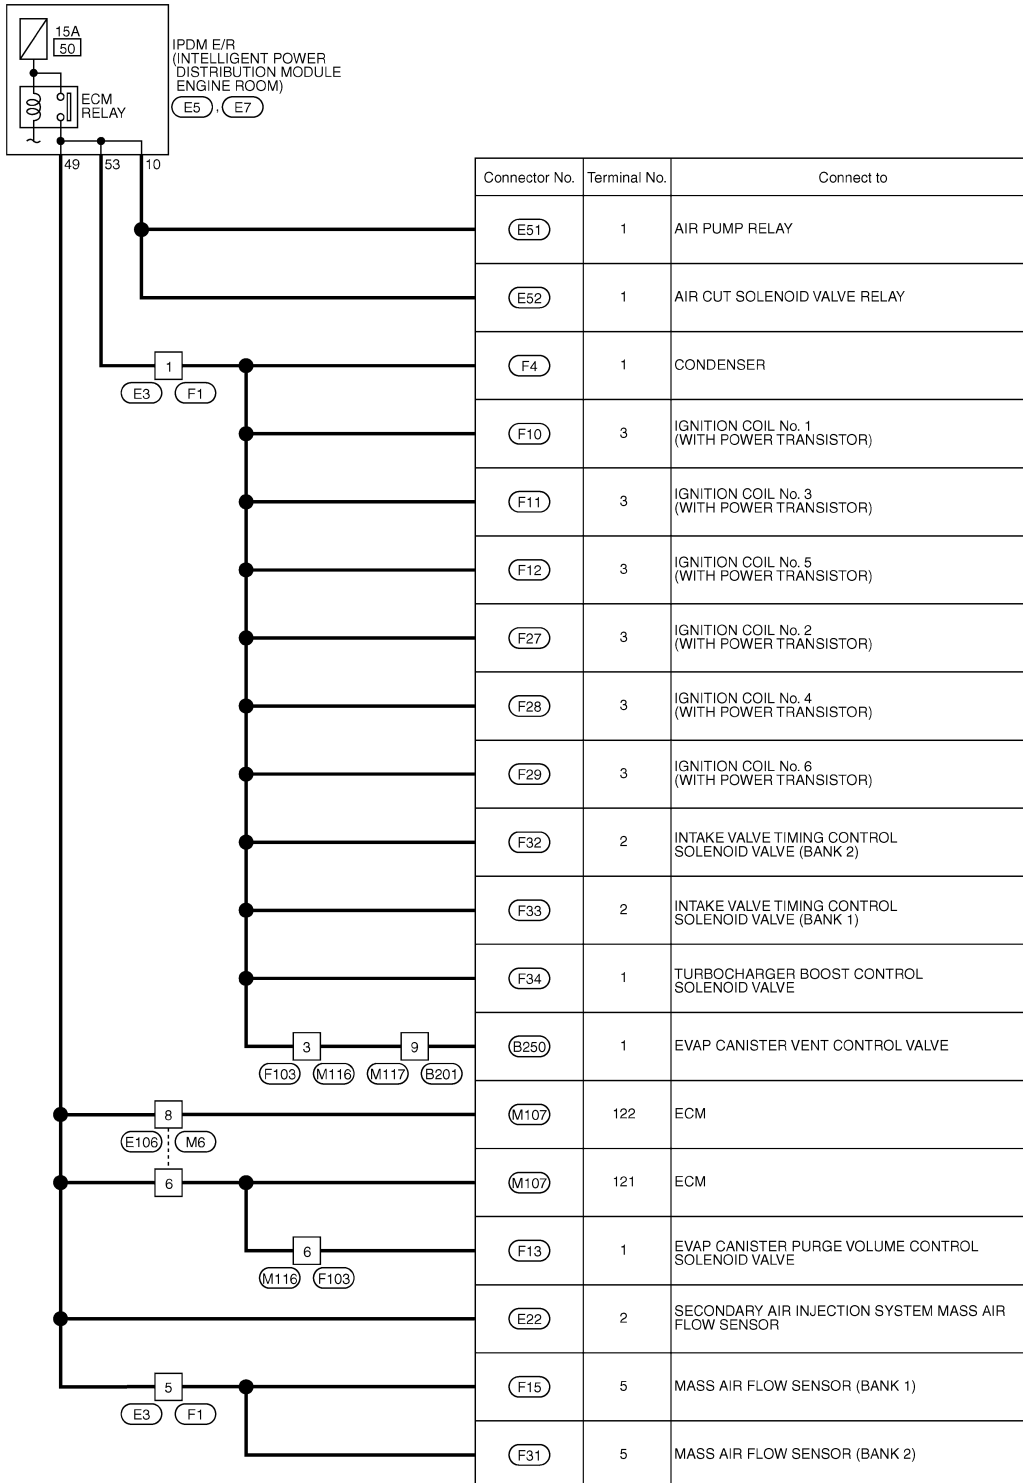 15A
50
ECM
RELAY
IPDM E/R
(INTELLIGENT POWER
DISTRIBUTION MODULE
ENGINE ROOM)
E5 , E7
49 53 10
Connector No. Terminal No. Connect to
E51 1 AIR PUMP RELAY
E52 1 AIR CUT SOLENOID VALVE RELAY
1 F4 1 CONDENSER
E3 F1
F10 3 IGNITION COIL No. 1
(WITH POWER TRANSISTOR)
F11 3 IGNITION COIL No. 3
(WITH POWER TRANSISTOR)
F12 3 IGNITION COIL No. 5
(WITH POWER TRANSISTOR)
F27 3 IGNITION COIL No. 2
(WITH POWER TRANSISTOR)
F28 3 IGNITION COIL No. 4
(WITH POWER TRANSISTOR)
F29 3 IGNITION COIL No. 6
(WITH POWER TRANSISTOR)
F32 2 INTAKE VALVE TIMING CONTROL
SOLENOID VALVE (BANK 2)
F33 2 INTAKE VALVE TIMING CONTROL
SOLENOID VALVE (BANK 1)
F34 1 TURBOCHARGER BOOST CONTROL
SOLENOID VALVE
3 9 B250 1 EVAP CANISTER VENT CONTROL VALVE
F103 M116 M117 B201
8 M107 122 ECM
E106 M6
6 M107 121 ECM
6 F13 1 EVAP CANISTER PURGE VOLUME CONTROL
SOLENOID VALVE
M116 F103
E22 2 SECONDARY AIR INJECTION SYSTEM MASS AIR
FLOW SENSOR
5 F15 5 MASS AIR FLOW SENSOR (BANK 1)
E3 F1
F31 5 MASS AIR FLOW SENSOR (BANK 2)